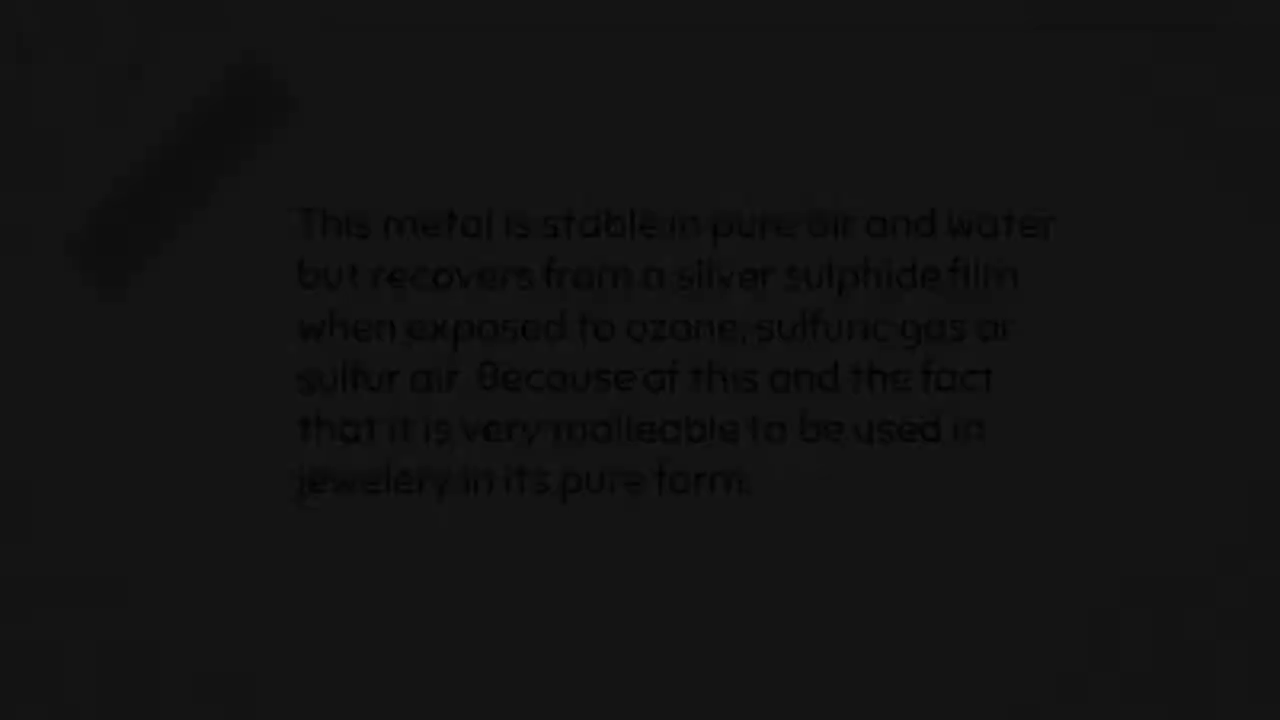 This metal is stable in pure air and water
but recovers from a silver sulphide film
when exposed to ozone, sulfuric gas or
sulfur air. Because of this and the fact
that it is very malleable to be used in
jewelery in its pure form.